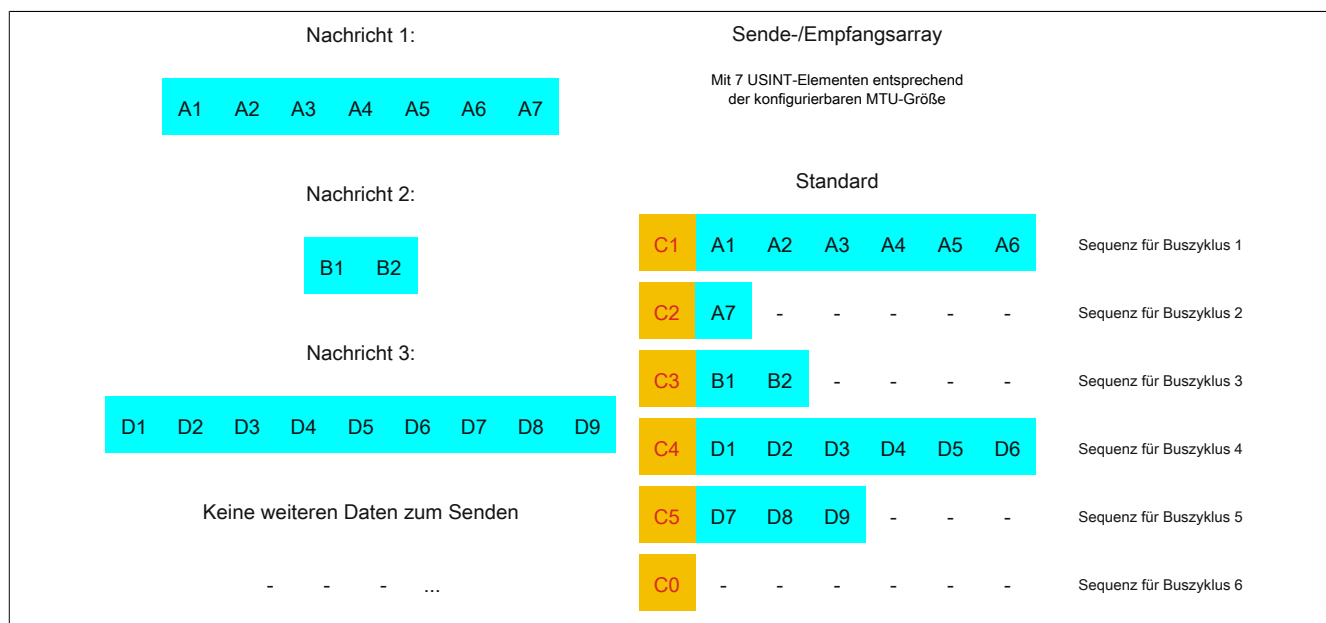 Nachricht 1:
A1 A2 A3 A4 A5 A6 A7
Nachricht 2:
B1 B2
Nachricht 3:
D1 D2 D3 D4 D5 D6 D7 D8 D9
Keine weiteren Daten zum Senden
- - - ...
Sende-/Empfangsarray
Mit 7 USINT-Elementen entsprechend
der konfigurierbaren MTU-Größe
Standard
C1 A1 A2 A3 A4 A5 A6 Sequenz für Buszyklus 1
C2 A7 - - - - - Sequenz für Buszyklus 2
C3 B1 B2 - - - - Sequenz für Buszyklus 3
C4 D1 D2 D3 D4 D5 D6 Sequenz für Buszyklus 4
C5 D7 D8 D9 - - - Sequenz für Buszyklus 5
C0 - - - - - - Sequenz für Buszyklus 6